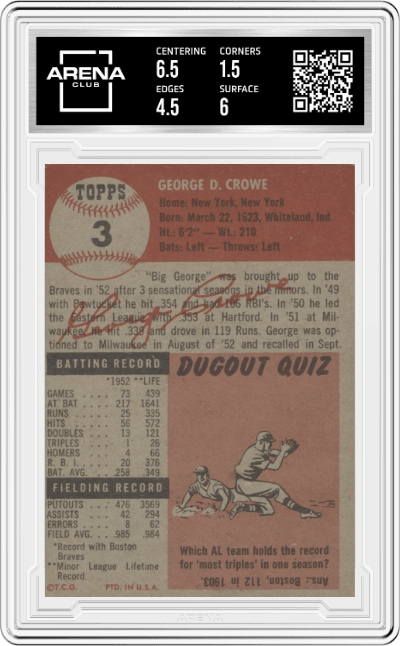 ARENA
CLUB
CENTERING CORNERS
6.5 1.5
EDGES SURFACE
4.5 6
TOPPS
3
GEORGE D. CROWE
Home: New York, New York
Born: March 22, 1923, Whiteland, Ind.
Ht.: 6'2" — Wt.: 210
Bats: Left — Throws: Left
"Big George" was brought up to the
Braves in '52 after 3 sensational seasons in the minors. In '49
with Pawtucket he hit .354 and had 106 RBI's. In '50 he led
the Eastern League with .353 at Hartford. In '51 at Mil-
waukee, he hit .339 and drove in 119 Runs. George was op-
tioned to Milwaukee in August of '52 and recalled in Sept.
George Crowe
BATTING RECORD
*1952 **LIFE
GAMES .... 73 439
AT BAT .... 217 1641
RUNS .... 25 335
HITS .... 56 572
DOUBLES .. 13 121
TRIPLES ... 1 26
HOMERS ... 4 66
R. B. I. .... 20 376
BAT. AVG. .. .258 .349
FIELDING RECORD
PUTOUTS .. 476 3569
ASSISTS ... 42 294
ERRORS ... 8 62
FIELD AVG. . .985 .984
*Record with Boston
Braves
**Minor League Lifetime
Record.
©T.C.G. PTD. IN U.S.A.
DUGOUT QUIZ
Which AL team holds the record
for 'most triples' in one season?
Ans.: Boston, 112 in 1903.
ARENA